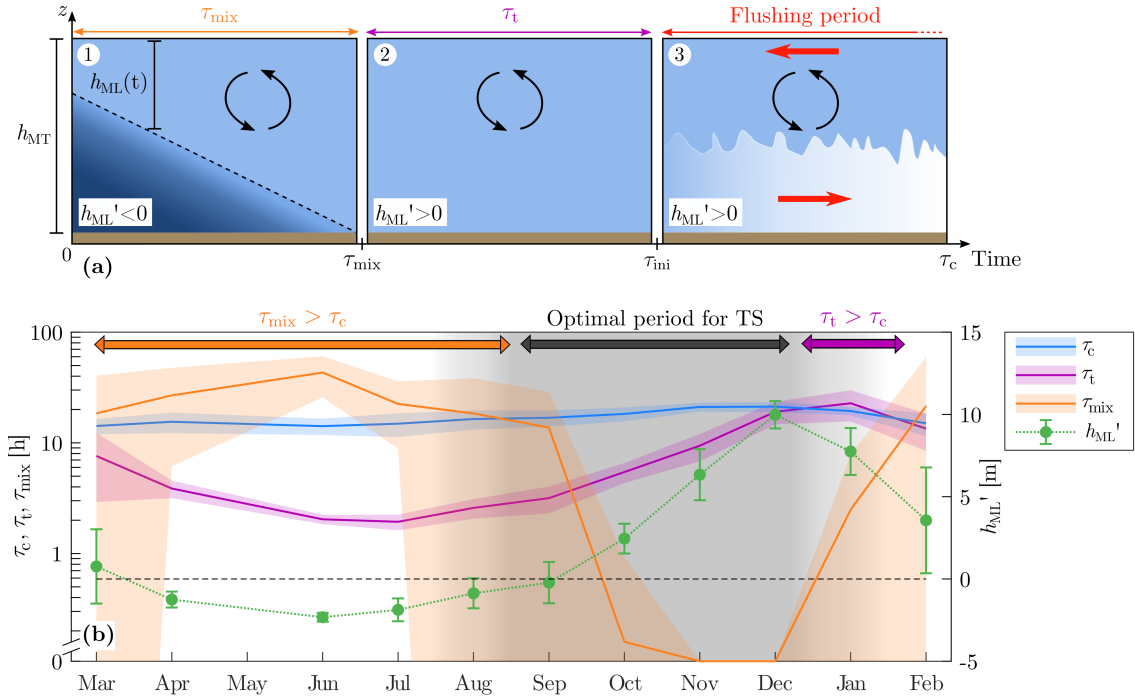 z
τmix
τt
Flushing period
1
2
3
hML(t)
hMT
hML'<0
hML'>0
hML'>0
0
(a)
τmix
τini
τc
Time
τmix > τc
Optimal period for TS
τt > τc
100
10
1
0
τc, τt, τmix [h]
15
10
5
0
-5
hML' [m]
(b)
Mar Apr May Jun Jul Aug Sep Oct Nov Dec Jan Feb
τc
τt
τmix
hML'